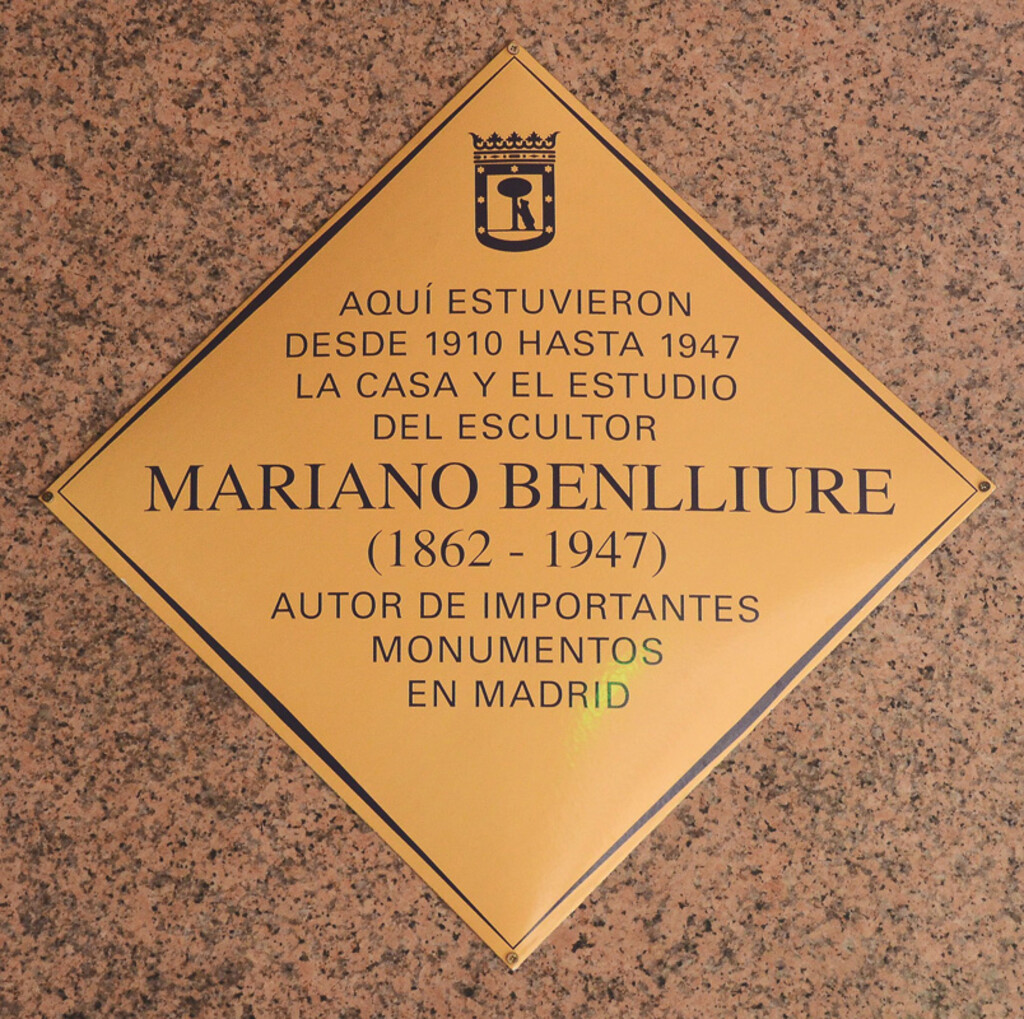 AQUÍ ESTUVIERON
DESDE 1910 HASTA 1947
LA CASA Y EL ESTUDIO
DEL ESCULTOR
MARIANO BENLLIURE
(1862 - 1947)
AUTOR DE IMPORTANTES
MONUMENTOS
EN MADRID